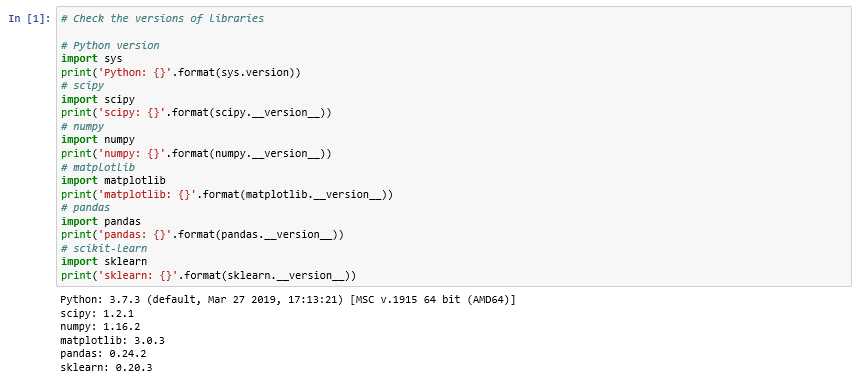 In [1]: # Check the versions of libraries
# Python version
import sys
print('Python: {}'.format(sys.version))
# scipy
import scipy
print('scipy: {}'.format(scipy.__version__))
# numpy
import numpy
print('numpy: {}'.format(numpy.__version__))
# matplotlib
import matplotlib
print('matplotlib: {}'.format(matplotlib.__version__))
# pandas
import pandas
print('pandas: {}'.format(pandas.__version__))
# scikit-learn
import sklearn
print('sklearn: {}'.format(sklearn.__version__))
Python: 3.7.3 (default, Mar 27 2019, 17:13:21) [MSC v.1915 64 bit (AMD64)]
scipy: 1.2.1
numpy: 1.16.2
matplotlib: 3.0.3
pandas: 0.24.2
sklearn: 0.20.3